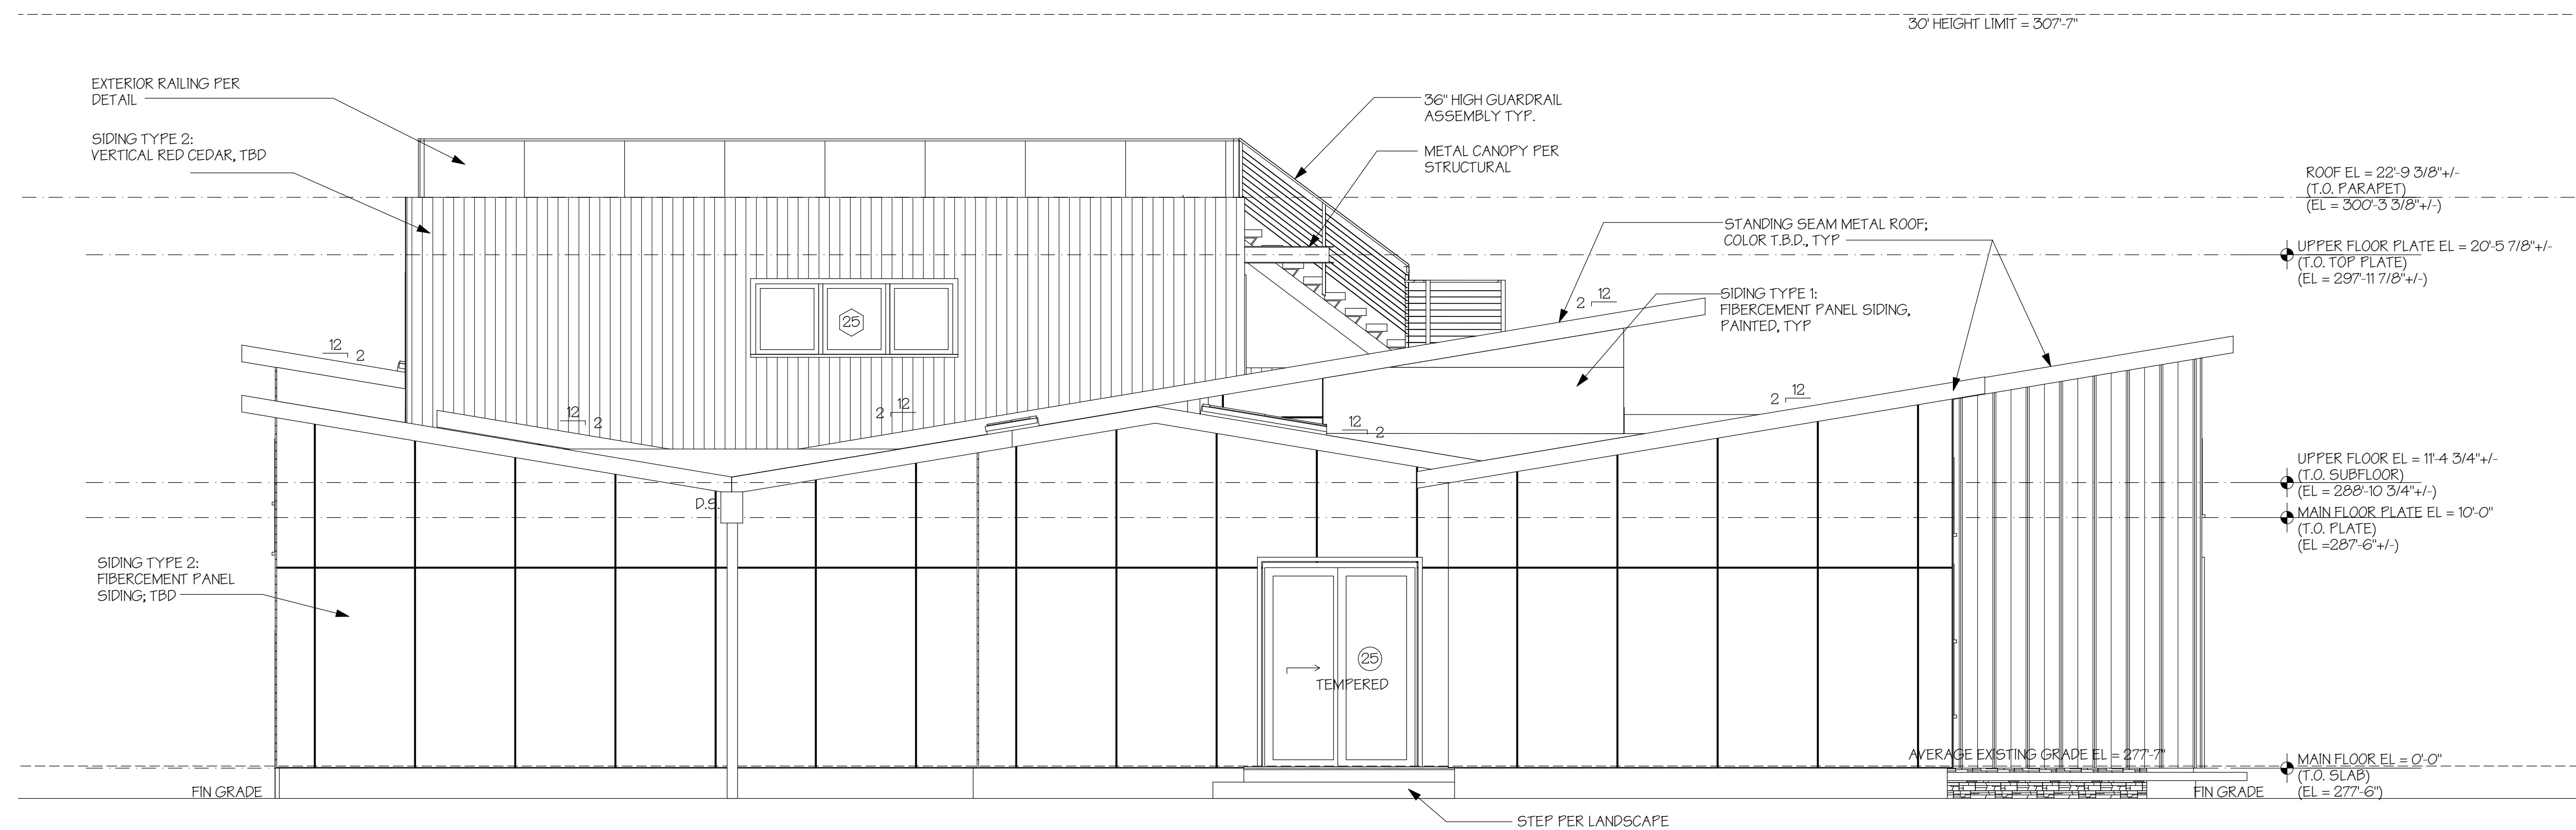 30' HEIGHT LIMIT = 307'-7"
EXTERIOR RAILING PER
DETAIL
SIDING TYPE 2:
VERTICAL RED CEDAR, TBD
36" HIGH GUARDRAIL
ASSEMBLY TYP.
METAL CANOPY PER
STRUCTURAL
ROOF EL = 22'-9 3/8"+/-
(T.O. PARAPET)
(EL = 300'-3 3/8"+/-)
STANDING SEAM METAL ROOF;
COLOR T.B.D., TYP
UPPER FLOOR PLATE EL = 20'-5 7/8"+/-
(T.O. TOP PLATE)
(EL = 297'-11 7/8"+/-)
SIDING TYPE 1:
FIBERCEMENT PANEL SIDING,
PAINTED, TYP
12
2
25
12
2
12
2
12
2
12
2
12
2
UPPER FLOOR EL = 11'-4 3/4"+/-
(T.O. SUBFLOOR)
(EL = 288'-10 3/4"+/-)
D.S.
MAIN FLOOR PLATE EL = 10'-0"
(T.O. PLATE)
(EL =287'-6"+/-)
SIDING TYPE 2:
FIBERCEMENT PANEL
SIDING; TBD
25
TEMPERED
AVERAGE EXISTING GRADE EL = 277'-7"
MAIN FLOOR EL = 0'-0"
(T.O. SLAB)
(EL = 277'-6")
FIN GRADE
FIN GRADE
STEP PER LANDSCAPE